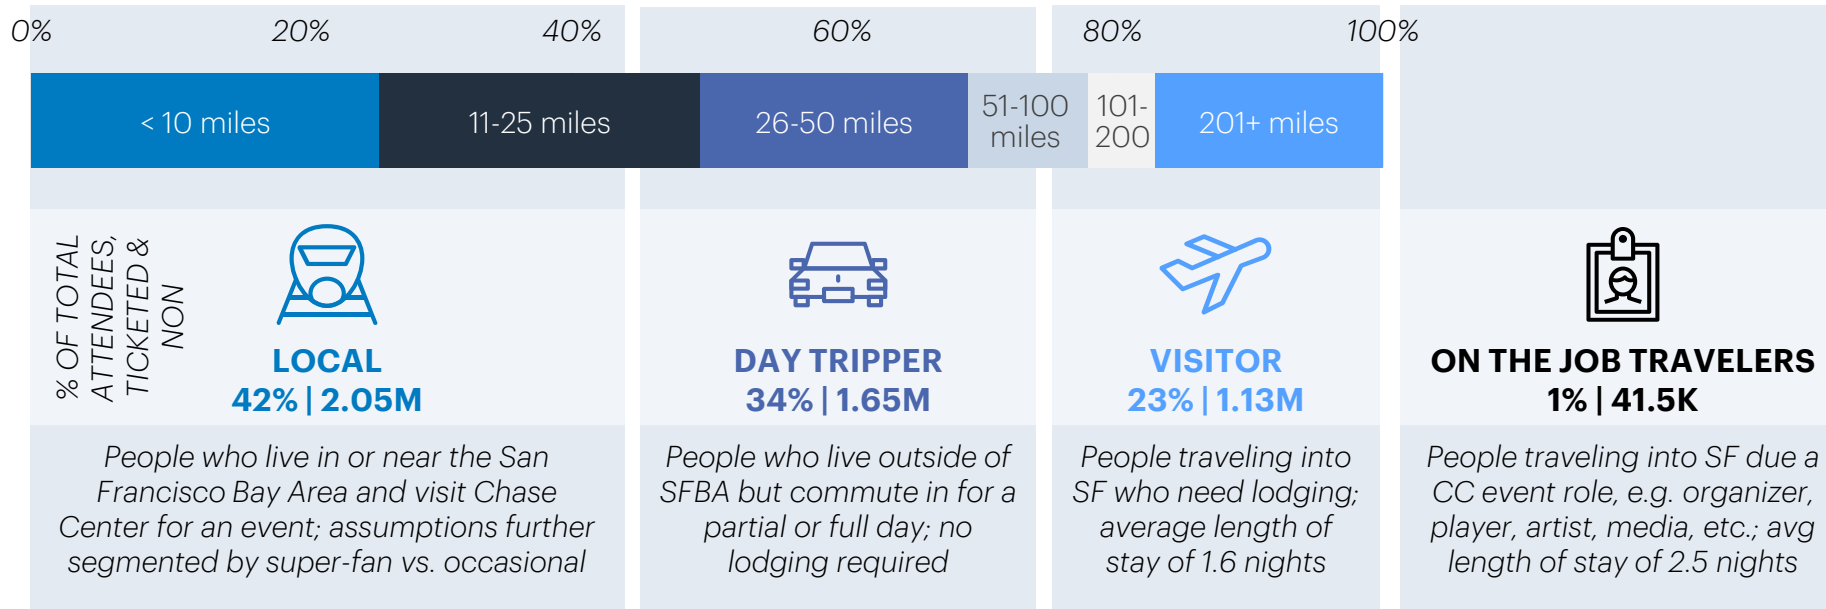 0% 20% 40% 60% 80% 100%
< 10 miles
11-25 miles
26-50 miles
51-100
miles
101-
200
201+ miles
% OF TOTAL
ATTENDEES,
TICKETED &
NON
LOCAL
42% | 2.05M
People who live in or near the San
Francisco Bay Area and visit Chase
Center for an event; assumptions further
segmented by super-fan vs. occasional
DAY TRIPPER
34% | 1.65M
People who live outside of
SFBA but commute in for a
partial or full day; no
lodging required
VISITOR
23% | 1.13M
People traveling into
SF who need lodging;
average length of
stay of 1.6 nights
ON THE JOB TRAVELERS
1% | 41.5K
People traveling into SF due a
CC event role, e.g. organizer,
player, artist, media, etc.; avg
length of stay of 2.5 nights